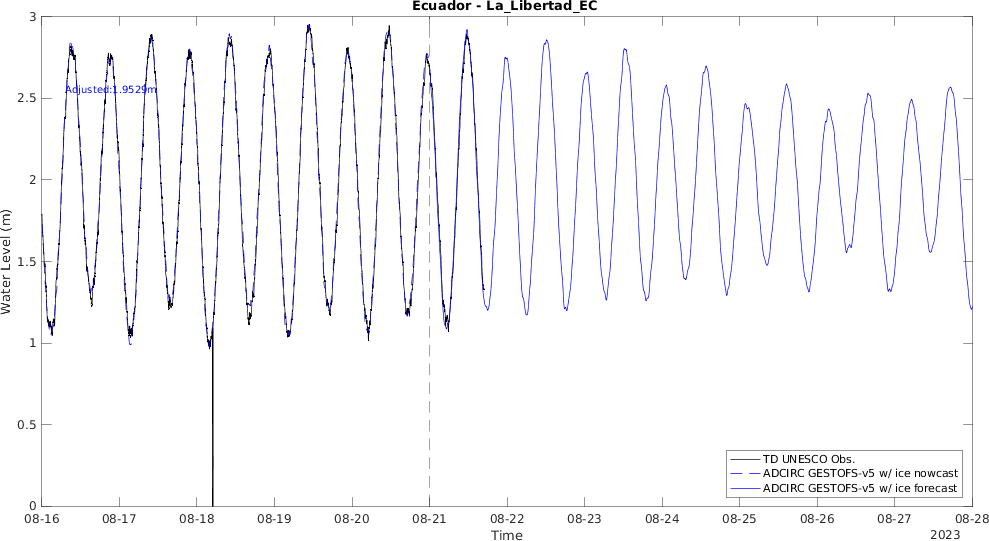 Ecuador - La_Libertad_EC
3
2.5
2
1.5
1
0.5
0
Water Level (m)
Adjusted:1.9529m
TD UNESCO Obs.
ADCIRC GESTOFS-v5 w/ ice nowcast
ADCIRC GESTOFS-v5 w/ ice forecast
08-16 08-17 08-18 08-19 08-20 08-21 08-22 08-23 08-24 08-25 08-26 08-27 08-28
Time
2023